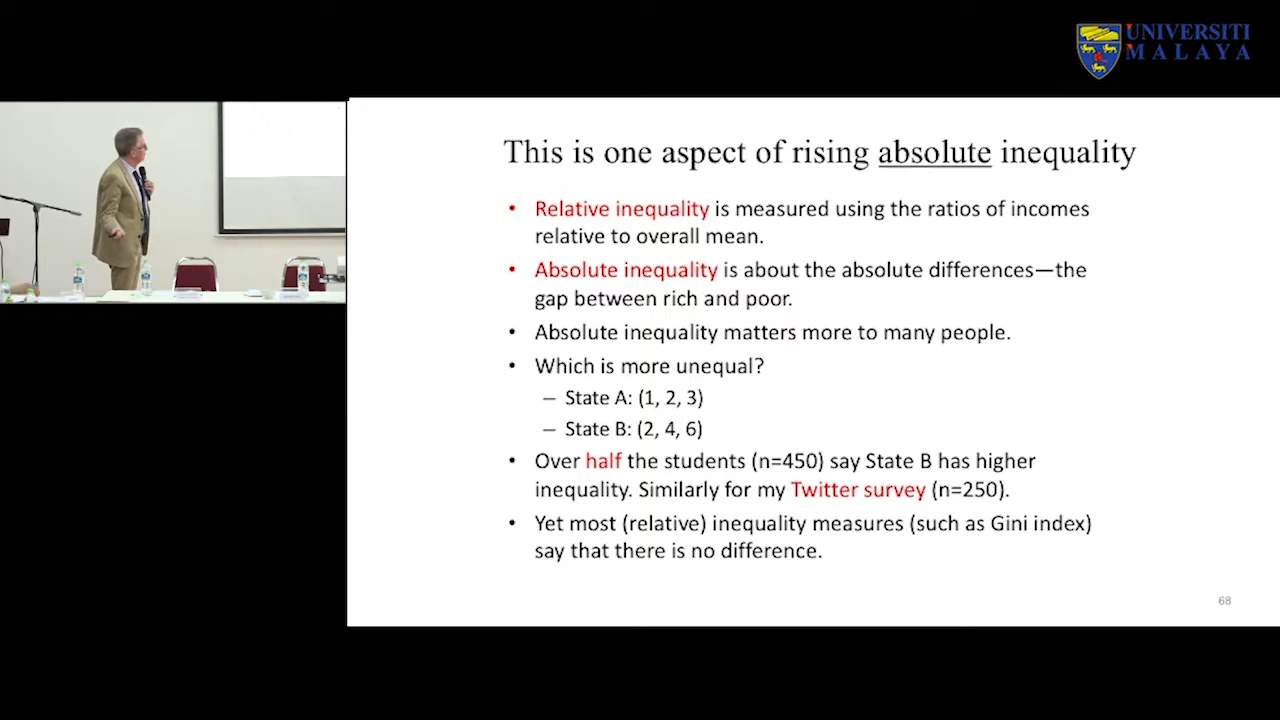 UNIVERSITI
MALAYA
This is one aspect of rising absolute inequality
• Relative inequality is measured using the ratios of incomes
relative to overall mean.
• Absolute inequality is about the absolute differences—the
gap between rich and poor.
• Absolute inequality matters more to many people.
• Which is more unequal?
– State A: (1, 2, 3)
– State B: (2, 4, 6)
• Over half the students (n=450) say State B has higher
inequality. Similarly for my Twitter survey (n=250).
• Yet most (relative) inequality measures (such as Gini index)
say that there is no difference.
68